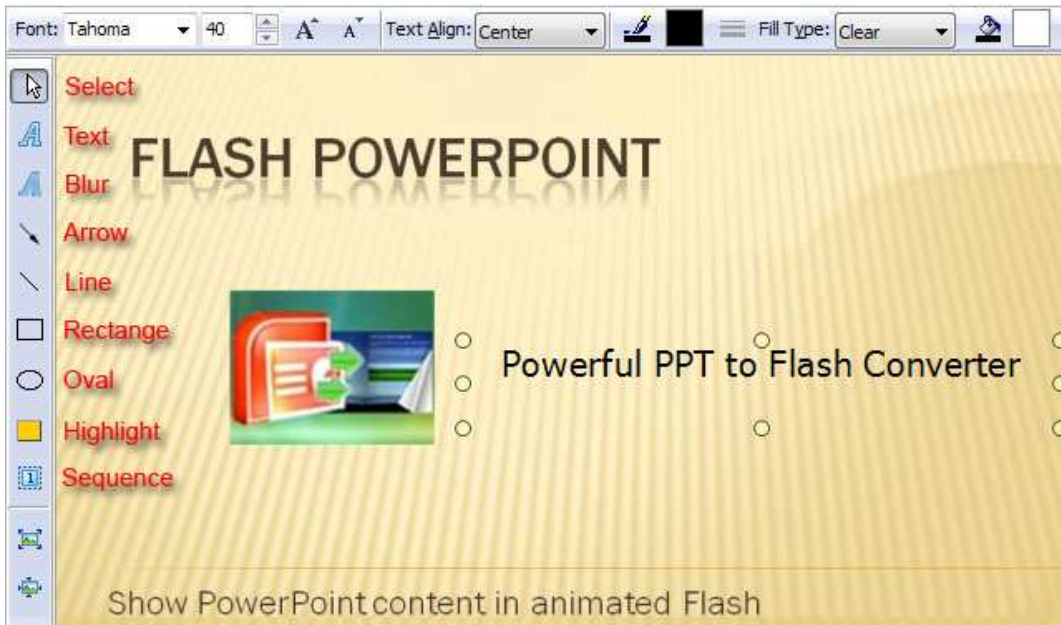 Font: Tahoma 40 A A Text Align: Center Fill Type: Clear
Select
Text
FLASH POWERPOINT
Blur
Arrow
Line
Rectange
Powerful PPT to Flash Converter
Oval
Highlight
1
Sequence
Show PowerPoint content in animated Flash